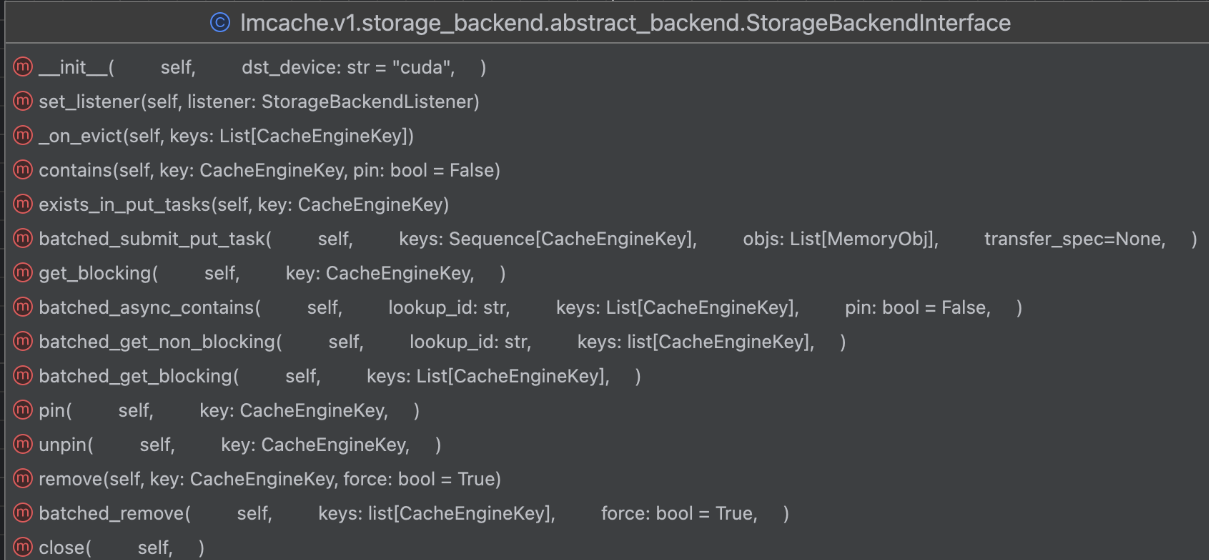 C lmcache.v1.storage_backend.abstract_backend.StorageBackendInterface
m __init__( self, dst_device: str = "cuda", )
m set_listener(self, listener: StorageBackendListener)
m _on_evict(self, keys: List[CacheEngineKey])
m contains(self, key: CacheEngineKey, pin: bool = False)
m exists_in_put_tasks(self, key: CacheEngineKey)
m batched_submit_put_task( self, keys: Sequence[CacheEngineKey], objs: List[MemoryObj], transfer_spec=None, )
m get_blocking( self, key: CacheEngineKey, )
m batched_async_contains( self, lookup_id: str, keys: List[CacheEngineKey], pin: bool = False, )
m batched_get_non_blocking( self, lookup_id: str, keys: list[CacheEngineKey], )
m batched_get_blocking( self, keys: List[CacheEngineKey], )
m pin( self, key: CacheEngineKey, )
m unpin( self, key: CacheEngineKey, )
m remove(self, key: CacheEngineKey, force: bool = True)
m batched_remove( self, keys: list[CacheEngineKey], force: bool = True, )
m close( self, )